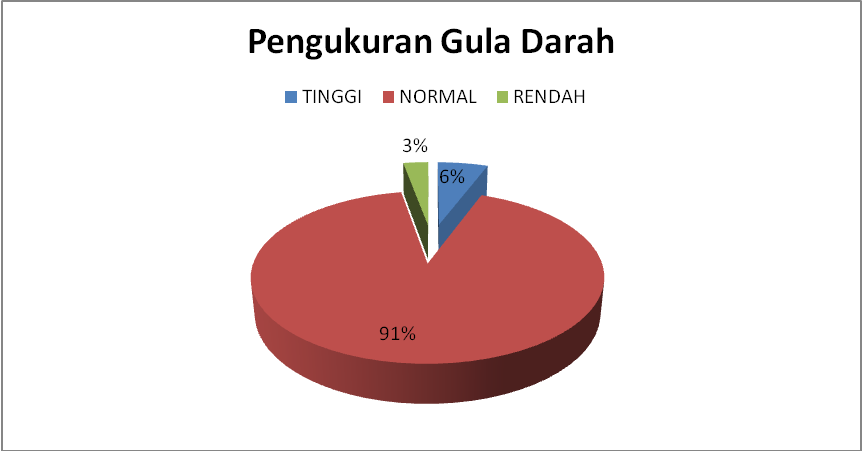 Pengukuran Gula Darah
TINGGI NORMAL RENDAH
3%
6%
91%